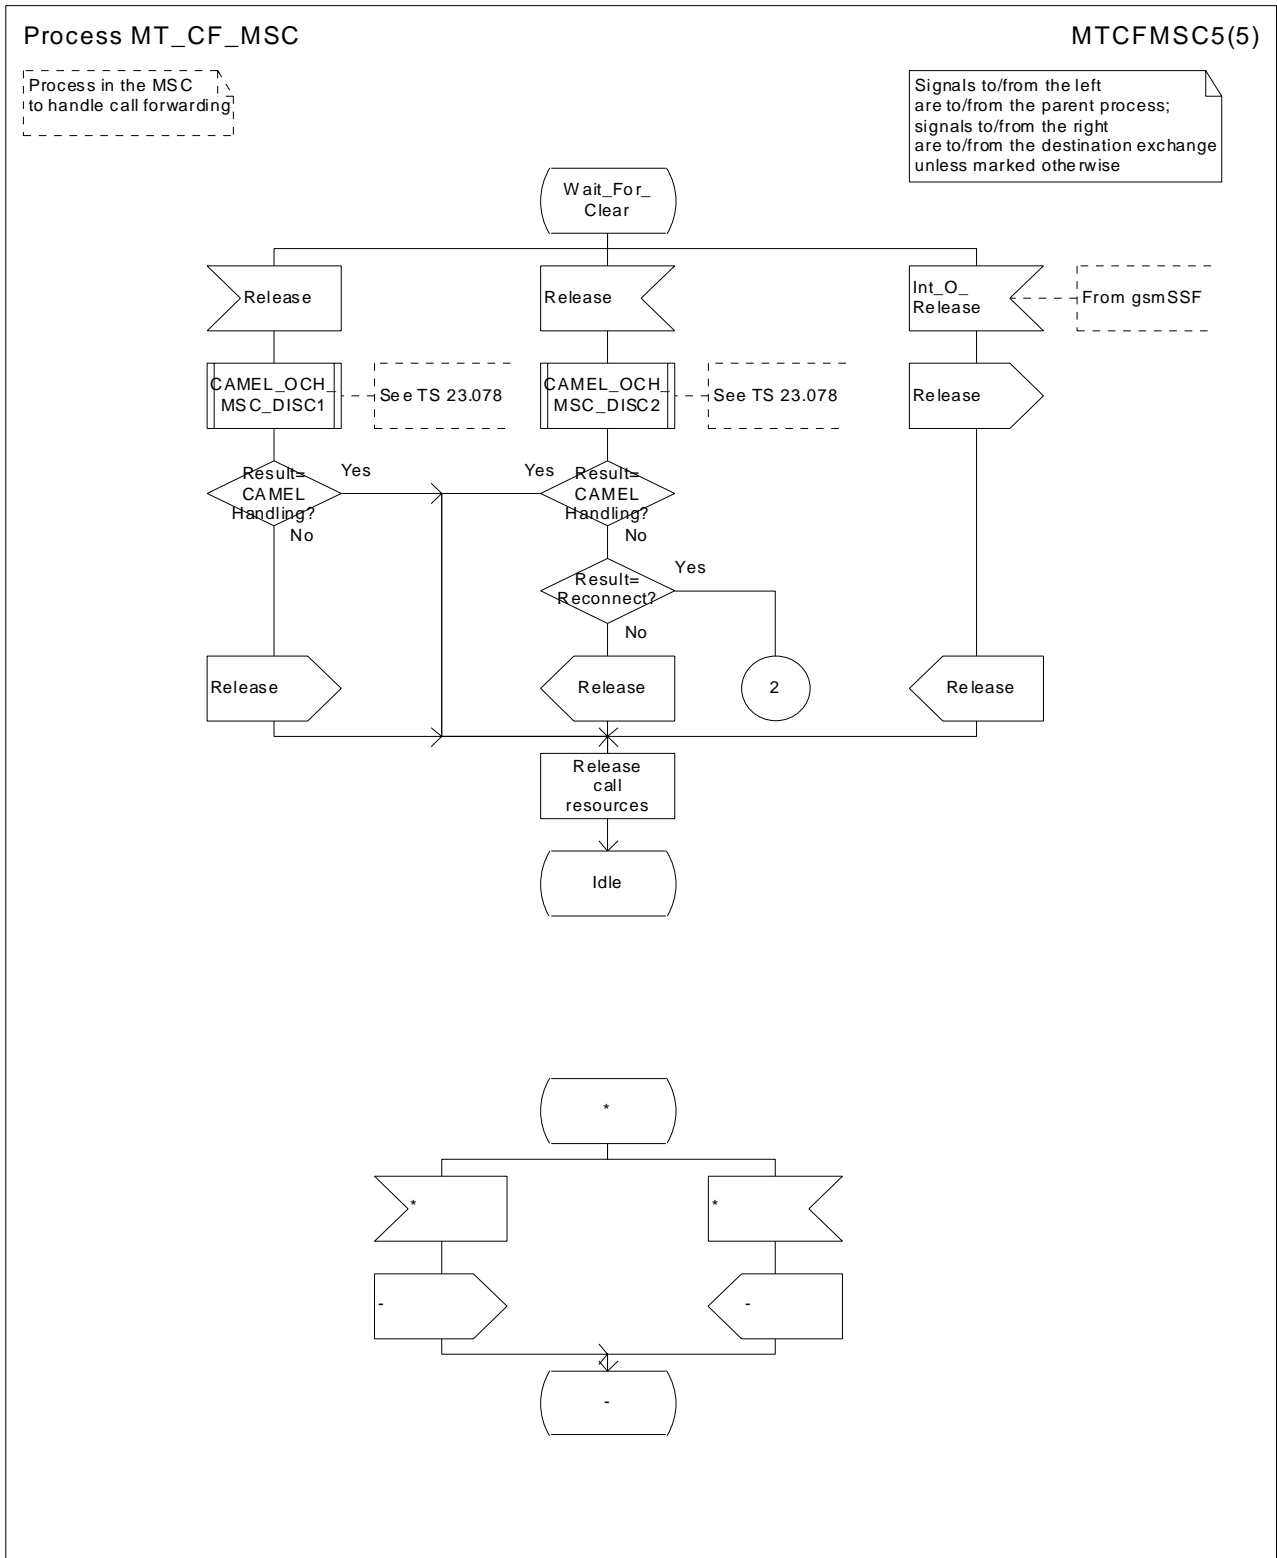 Process MT_CF_MSC
MTCFMSC5(5)
Process in the MSC
to handle call forwarding
Signals to/from the left
are to/from the parent process;
signals to/from the right
are to/from the destination exchange
unless marked otherwise
Wait_For_
Clear
Release
Release
Int_O_
Release
From gsmSSF
CAMEL_OCH_
MSC_DISC1
See TS 23.078
CAMEL_OCH_
MSC_DISC2
See TS 23.078
Release
Result=
CAMEL
Handling?
Yes
No
Yes
Result=
CAMEL
Handling?
No
Result=
Reconnect?
Yes
No
Release
Release
2
Release
Release
call
resources
Idle
*
*
*
-
-
-